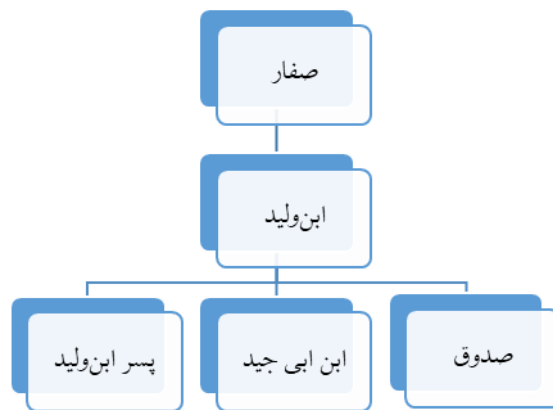 صفار
ابن‌ولید
صدوق
ابن ابی جید
پسر ابن‌ولید